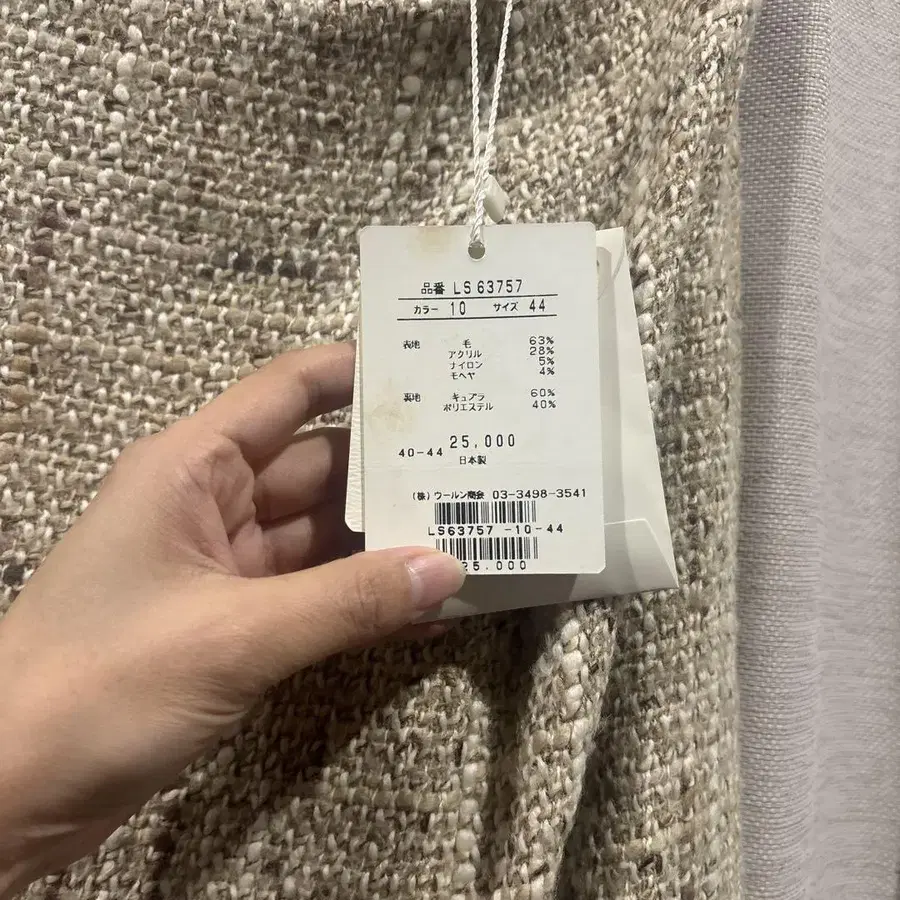 品番 LS 63757
カラー 10 サイズ 44
表地 毛 63%
アクリル 28%
ナイロン 5%
モヘヤ 4%
裏地 キュプラ 60%
ポリエステル 40%
25,000
40-44
日本製
(株)ウールン商会 03-3498-3541
LS63757 -10-44
25.000